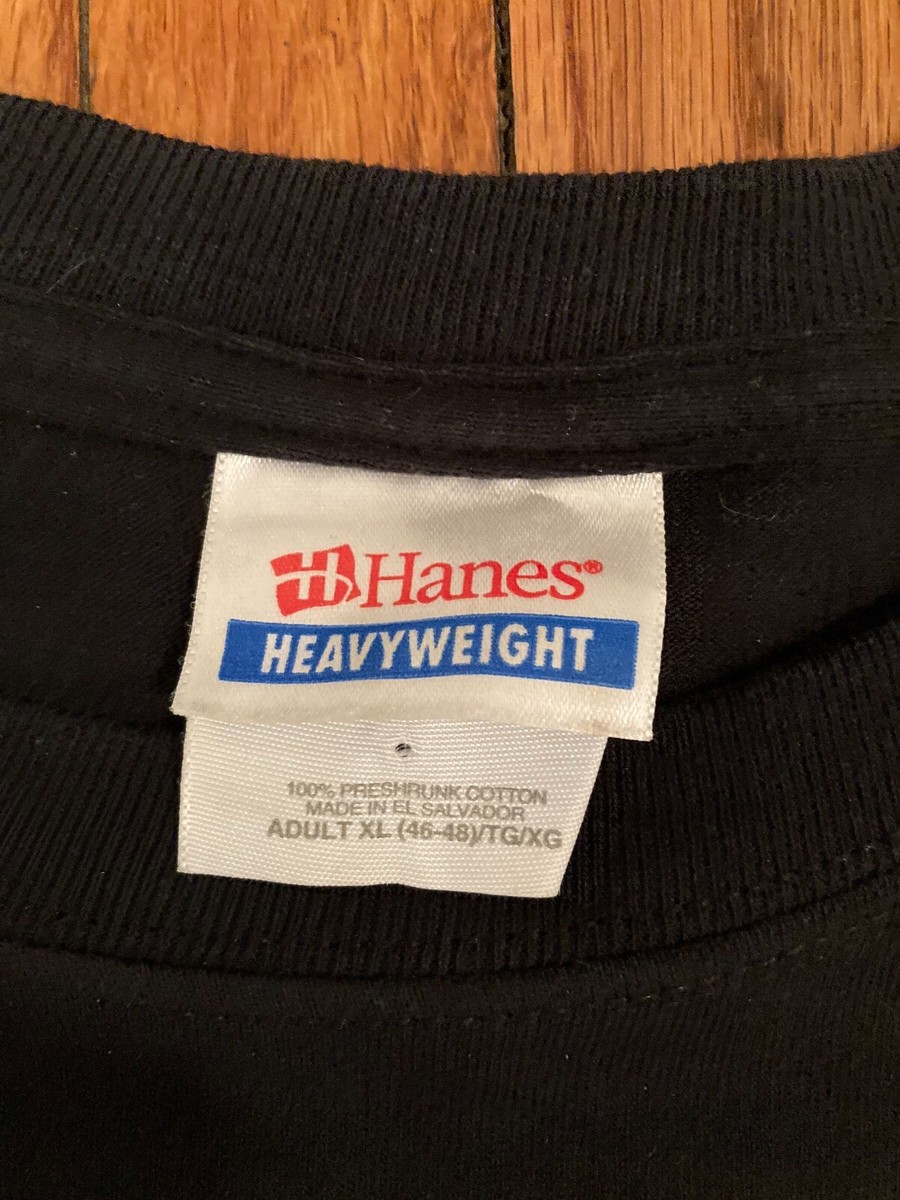 H Hanes®
HEAVYWEIGHT
100% PRESHRUNK COTTON
MADE IN EL SALVADOR
ADULT XL (46-48)/TG/XG